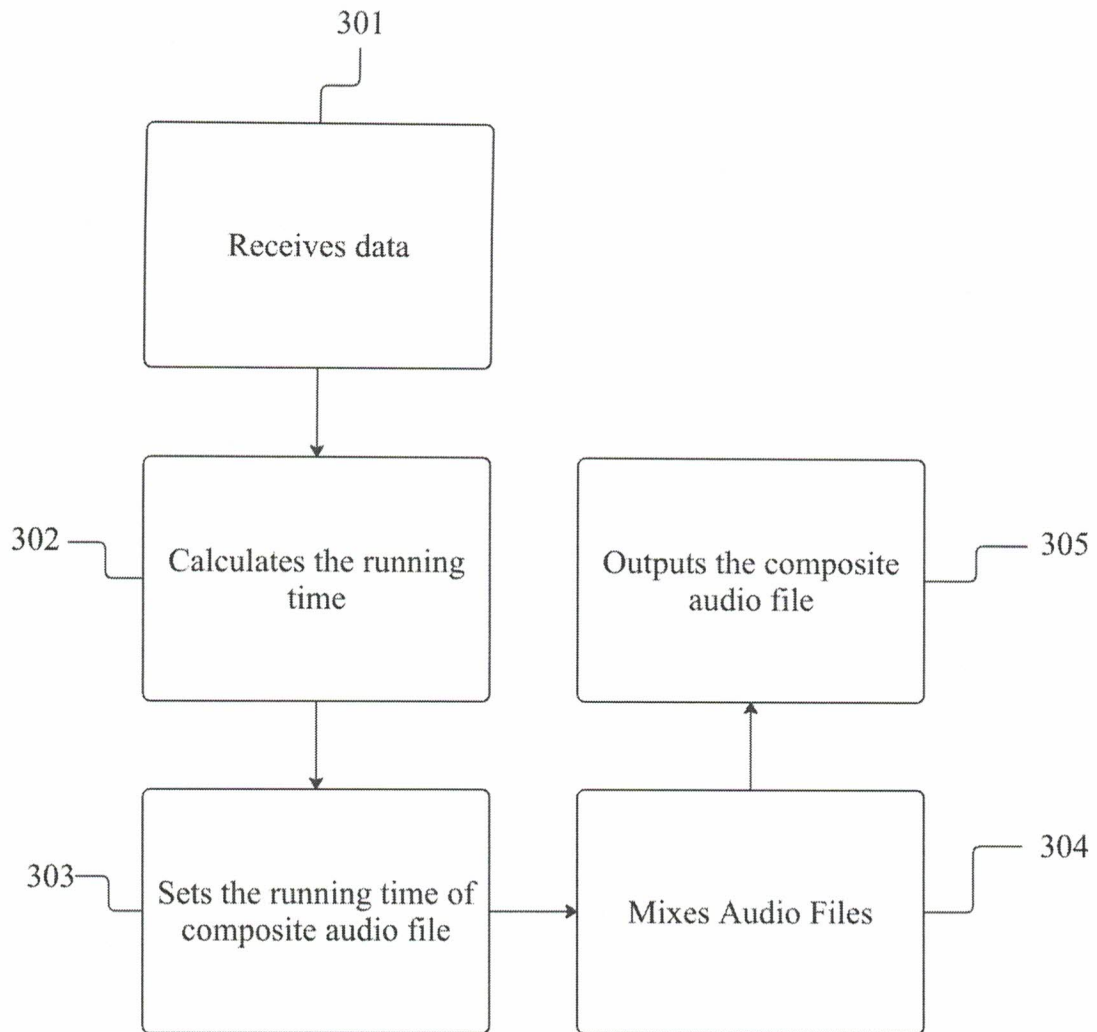 301
Receives data
302
Calculates the running
time
303
Sets the running time of
composite audio file
304
Mixes Audio Files
305
Outputs the composite
audio file